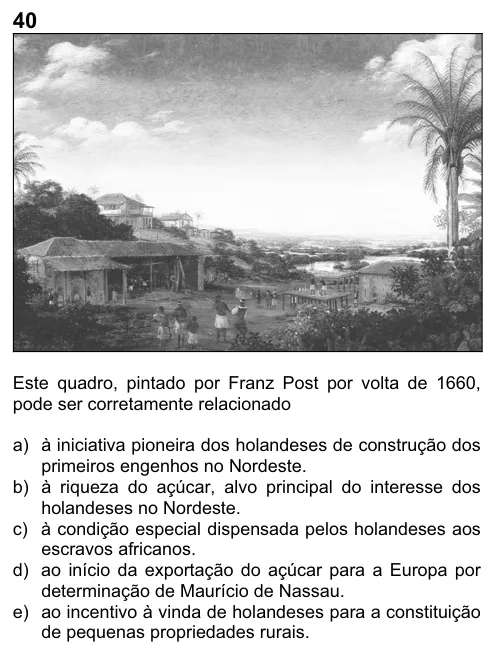 40
Este quadro, pintado por Franz Post por volta de 1660,
pode ser corretamente relacionado
a) à iniciativa pioneira dos holandeses de construção dos
primeiros engenhos no Nordeste.
b) à riqueza do açúcar, alvo principal do interesse dos
holandeses no Nordeste.
c) à condição especial dispensada pelos holandeses aos
escravos africanos.
d) ao início da exportação do açúcar para a Europa por
determinação de Maurício de Nassau.
e) ao incentivo à vinda de holandeses para a constituição
de pequenas propriedades rurais.